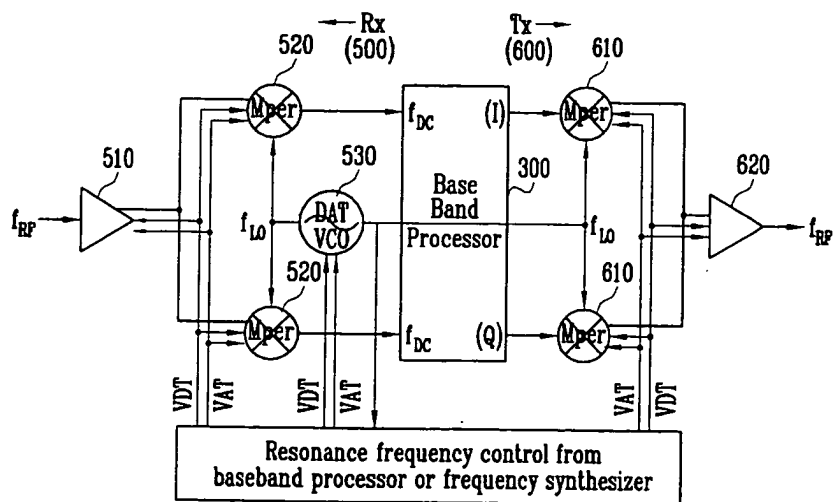 520
Rx
(500)
Tx
(600)
610
Mper
f_DC
(I)
Mper
510
530
300
620
f_RF
f_LO
DAT
VCO
Base
Band
Processor
f_LO
f_RF
520
610
Mper
f_DC
(Q)
Mper
VDT
VAT
VDT
VAT
VAT
VDT
Resonance frequency control from
baseband processor or frequency synthesizer